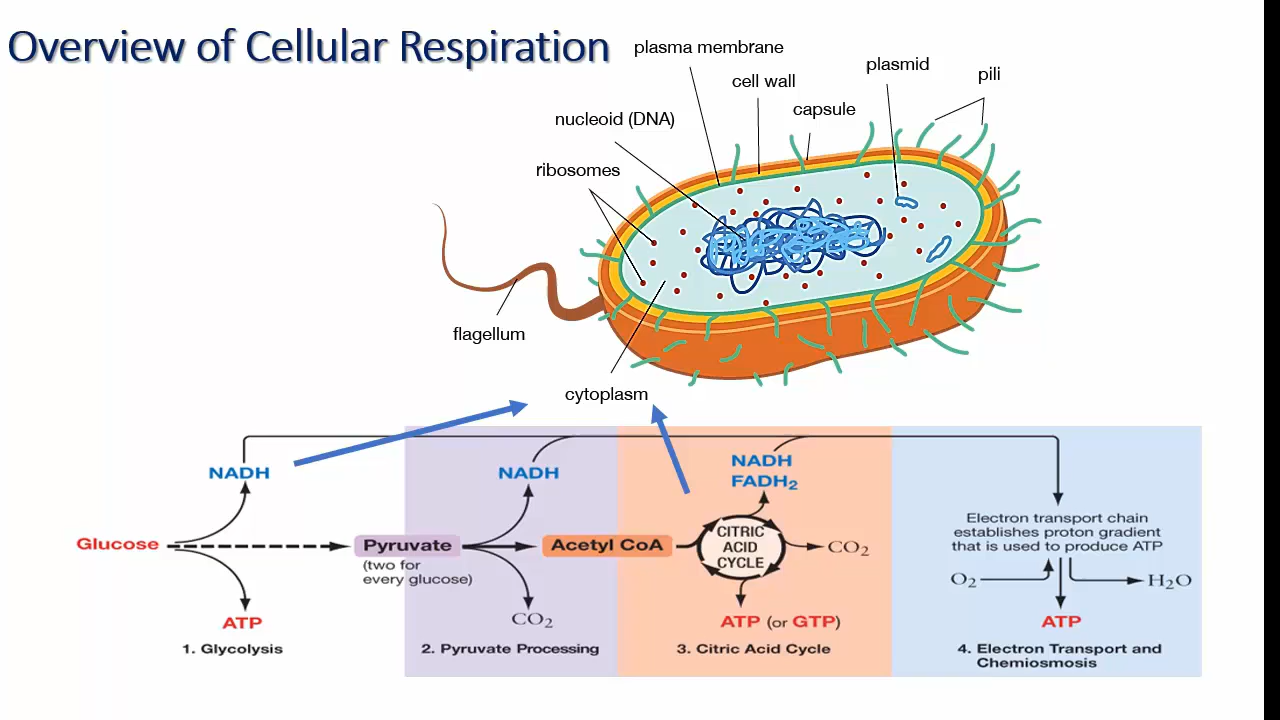 Overview of Cellular Respiration
plasma membrane
cell wall
plasmid
pili
capsule
nucleoid (DNA)
ribosomes
flagellum
cytoplasm
NADH
NADH
NADH
FADH₂
Glucose
Pyruvate
(two for
every glucose)
Acetyl CoA
CITRIC
ACID
CYCLE
CO₂
Electron transport chain
establishes proton gradient
that is used to produce ATP
O₂
H₂O
ATP
CO₂
ATP (or GTP)
ATP
1. Glycolysis
2. Pyruvate Processing
3. Citric Acid Cycle
4. Electron Transport and
Chemiosmosis